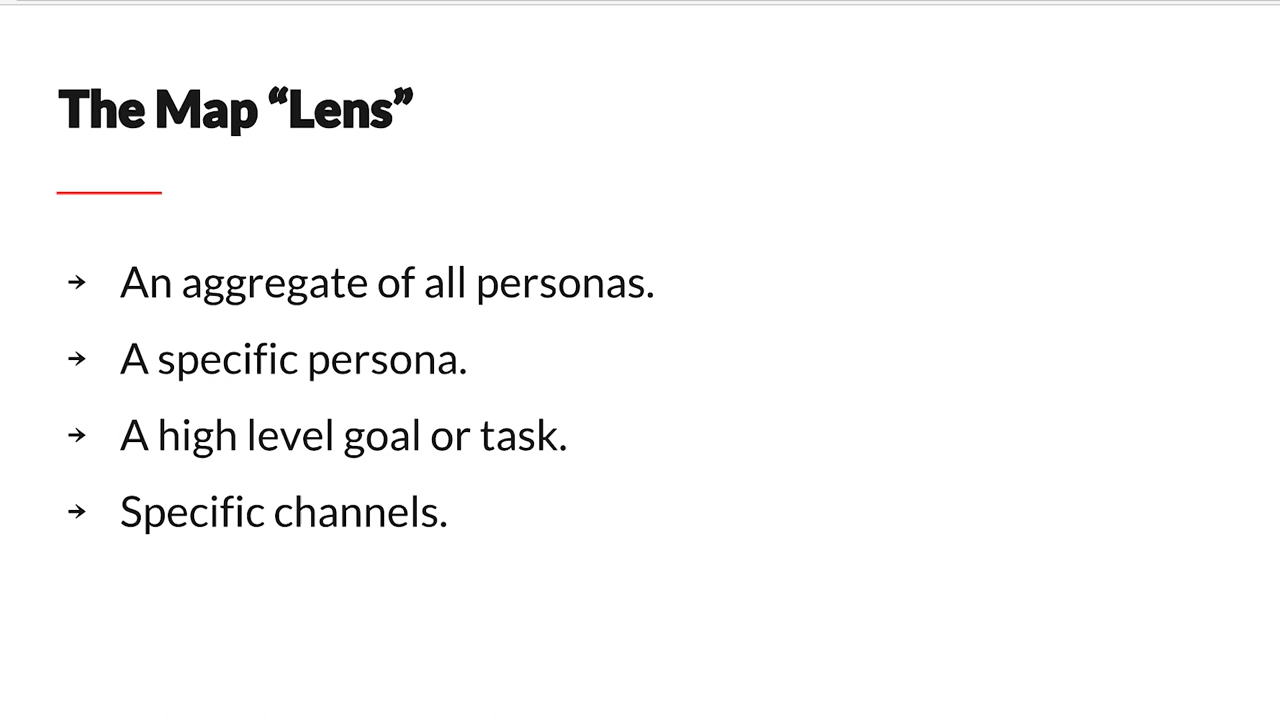 The Map “Lens”
→ An aggregate of all personas.
→ A specific persona.
→ A high level goal or task.
→ Specific channels.